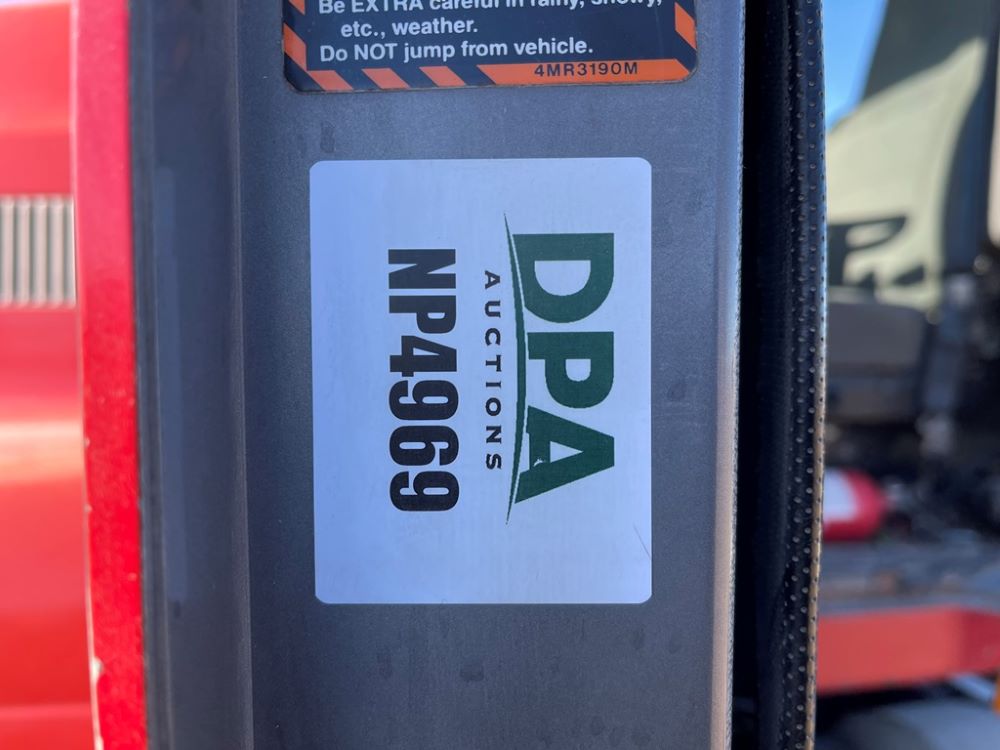 Be EXTRA careful in rainy, snowy,
etc., weather.
Do NOT jump from vehicle.
4MR3190M
DPA
AUCTIONS
NP4969